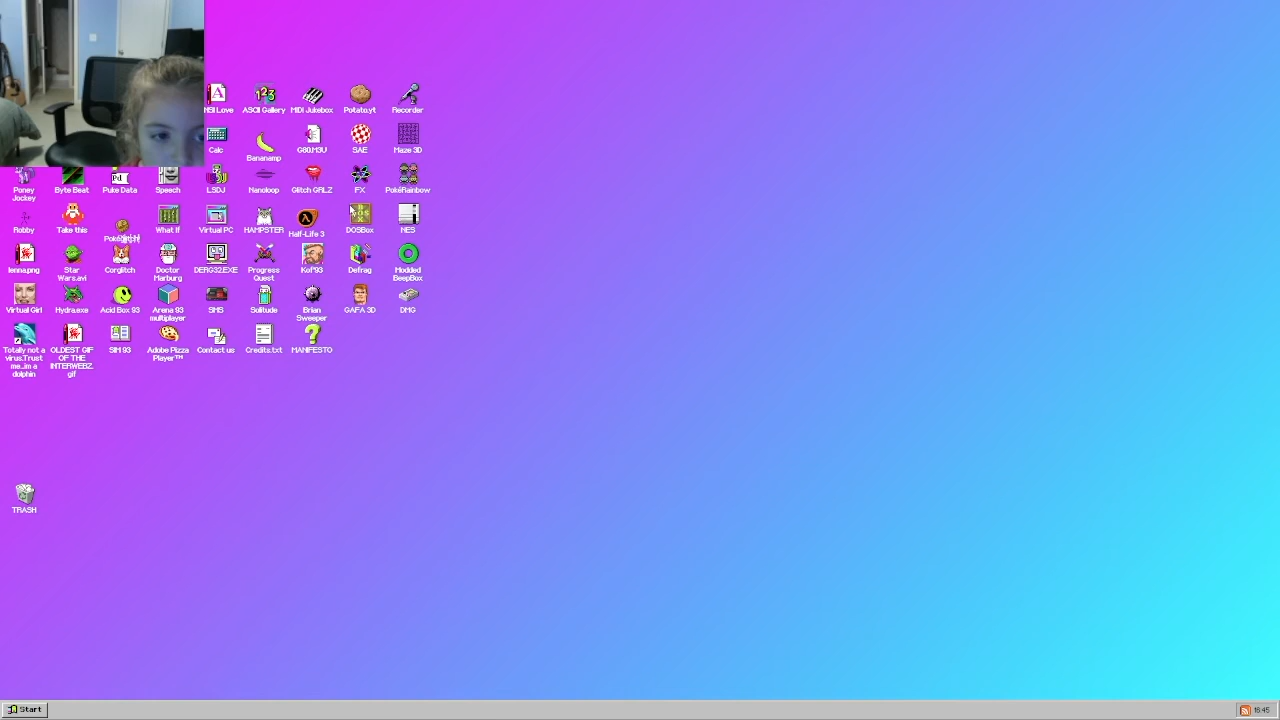 ASCII Gallery
MIDI Jukebox
Potato.yt
Recorder
Calc
Bananamp
G80.M3U
SAE
Maze 3D
Poney
Jockey
Byte Beat
Puke Data
Speech
LSDJ
Nanoloop
Glitch GRLZ
FX
PokéRainbow
Robby
Take this
What If
Virtual PC
HAMPSTER
Half-Life 3
DOSBox
NES
lenna.png
Star
Wars.avi
Corglitch
Doctor
Marburg
DERG32.EXE
Progress
Quest
Kof'93
Defrag
Modded
BeepBox
Virtual Girl
Hydra.exe
Acid Box 93
Arena 93
multiplayer
SMS
Solitude
Brian
Sweeper
GAFA 3D
DMG
Totally not a
virus.Trust
me..im a
dolphin
OLDEST GIF
OF THE
INTERWEBZ.
gif
SIM 93
Adobe Pizza
Player™
Contact us
Credits.txt
MANIFESTO
TRASH
Start
18:45